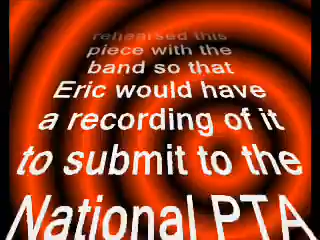 rehearsed this
piece with the
band so that
Eric would have
a recording of it
to submit to the
National PTA